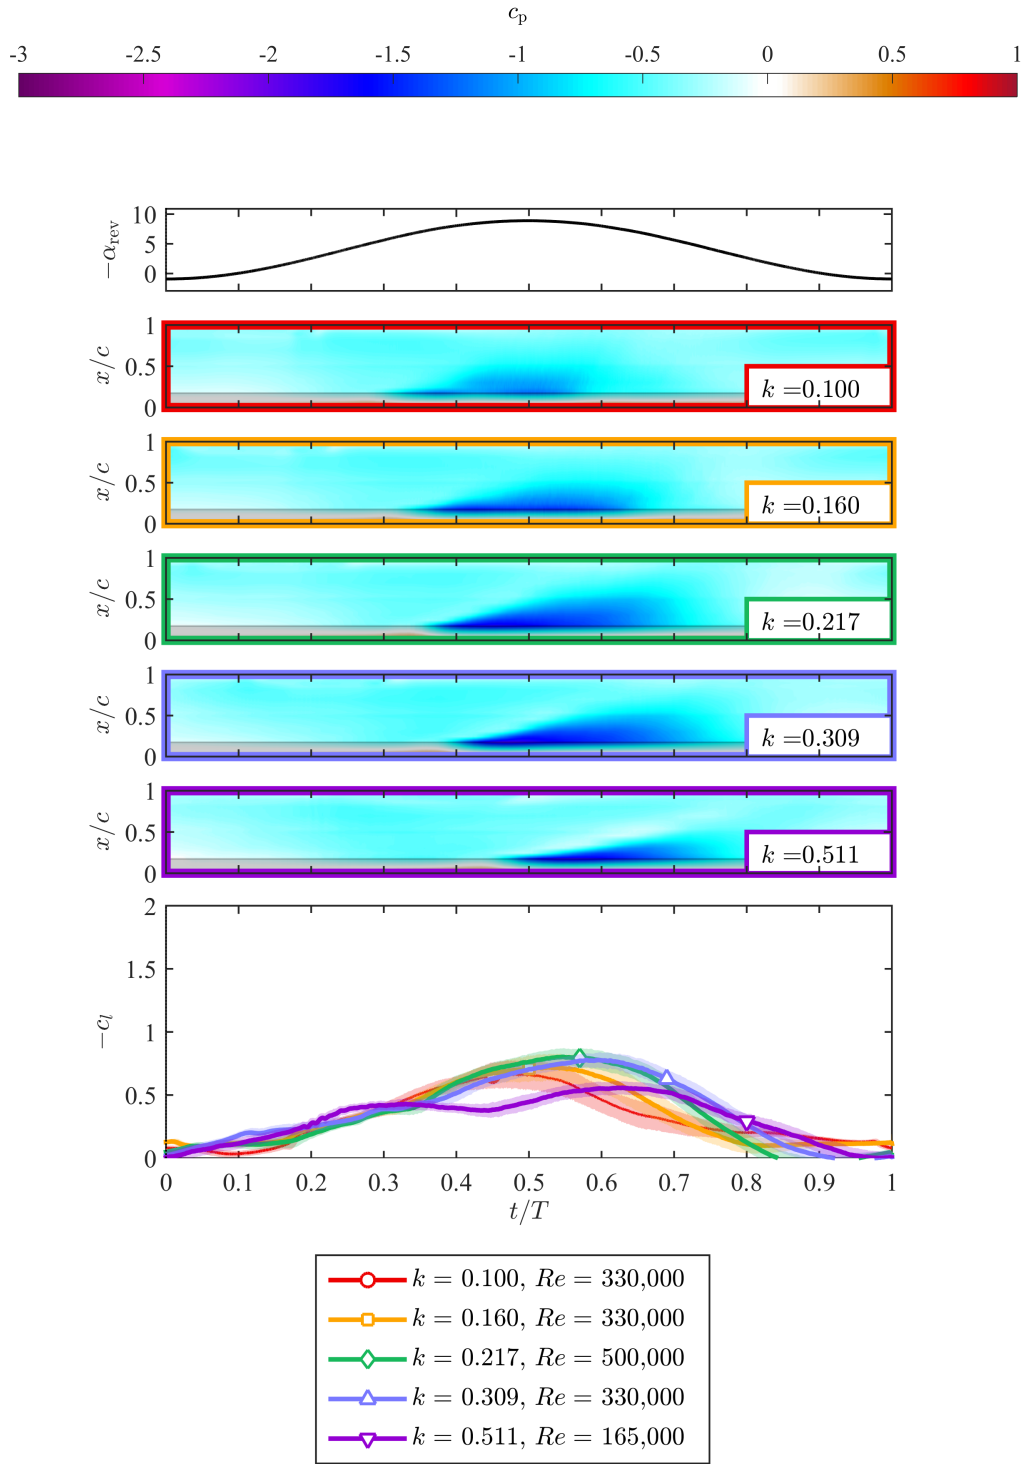 c_p
-3 -2.5 -2 -1.5 -1 -0.5 0 0.5 1
10
5
0
−α_rev
1
0.5
0
x/c
k =0.100
1
0.5
0
x/c
k =0.160
1
0.5
0
x/c
k =0.217
1
0.5
0
x/c
k =0.309
1
0.5
0
x/c
k =0.511
2
1.5
1
0.5
0
−c_l
0 0.1 0.2 0.3 0.4 0.5 0.6 0.7 0.8 0.9 1
t/T
k = 0.100, Re = 330,000
k = 0.160, Re = 330,000
k = 0.217, Re = 500,000
k = 0.309, Re = 330,000
k = 0.511, Re = 165,000